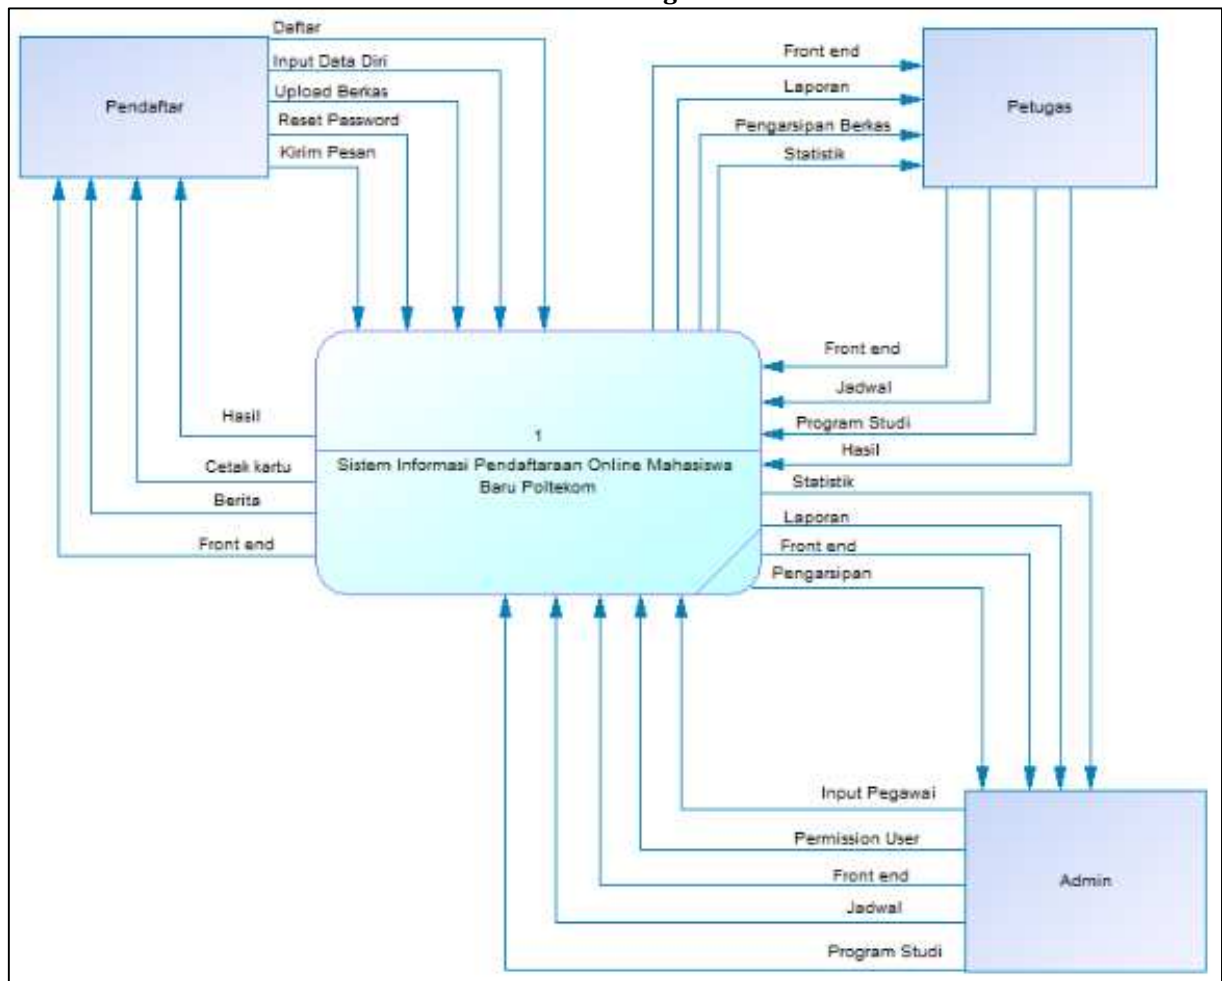 Daftar
Input Data Diri
Upload Berkas
Reset Password
Kirim Pesan
Pendaftar
Front end
Laporan
Pengarsipan Berkas
Statistik
Petugas
Front end
Jadwal
Program Studi
Hasil
Hasil
Cetak kartu
Berita
Front end
1
Sistem Informasi Pendaftaraan Online Mahasiswa
Baru Poltekom
Statistik
Laporan
Front end
Pengarsipan
Input Pegawai
Permission User
Front end
Jadwal
Program Studi
Admin